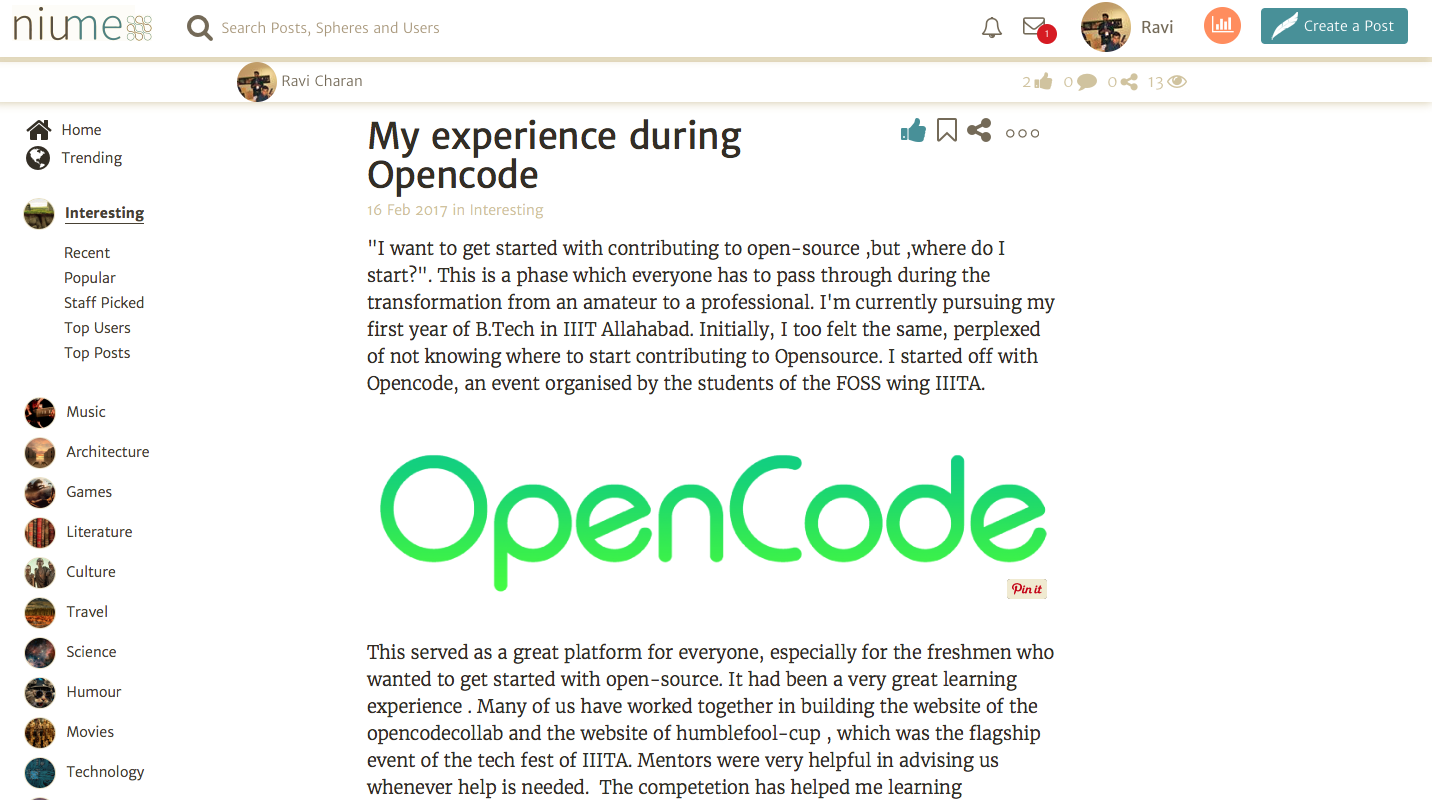 niume
Search Posts, Spheres and Users
1
Ravi
Create a Post
Ravi Charan
2 0 0 13
Home
Trending
Interesting
Recent
Popular
Staff Picked
Top Users
Top Posts
Music
Architecture
Games
Literature
Culture
Travel
Science
Humour
Movies
Technology
My experience during
Opencode
16 Feb 2017 in Interesting
"I want to get started with contributing to open-source ,but ,where do I
start?". This is a phase which everyone has to pass through during the
transformation from an amateur to a professional. I'm currently pursuing my
first year of B.Tech in IIIT Allahabad. Initially, I too felt the same, perplexed
of not knowing where to start contributing to Opensource. I started off with
Opencode, an event organised by the students of the FOSS wing IIITA.
OpenCode
Pin it
This served as a great platform for everyone, especially for the freshmen who
wanted to get started with open-source. It had been a very great learning
experience . Many of us have worked together in building the website of the
opencodecollab and the website of humblefool-cup , which was the flagship
event of the tech fest of IIITA. Mentors were very helpful in advising us
whenever help is needed.  The competetion has helped me learning